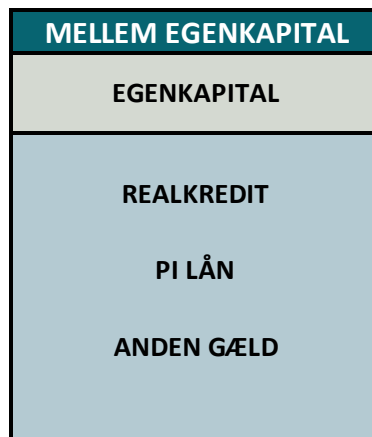 MELLEM EGENKAPITAL
EGENKAPITAL
REALKREDIT
PI LÅN
ANDEN GÆLD